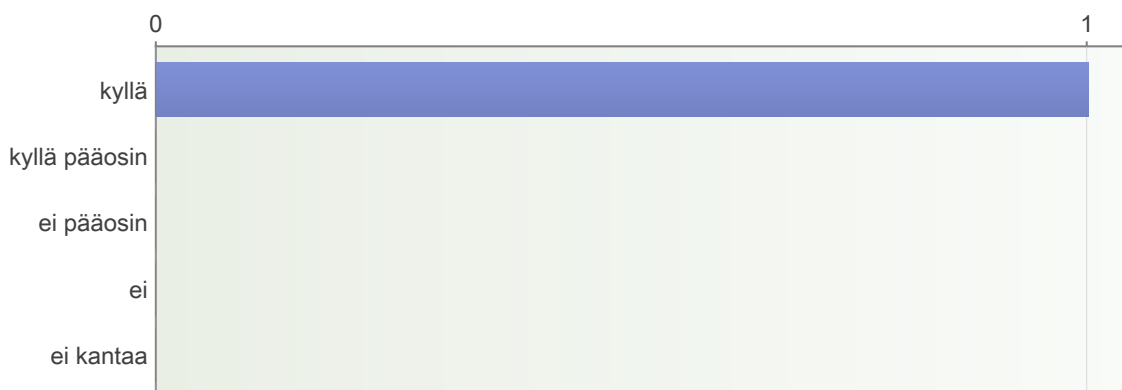 0 1
kyllä
kyllä pääosin
ei pääosin
ei
ei kantaa